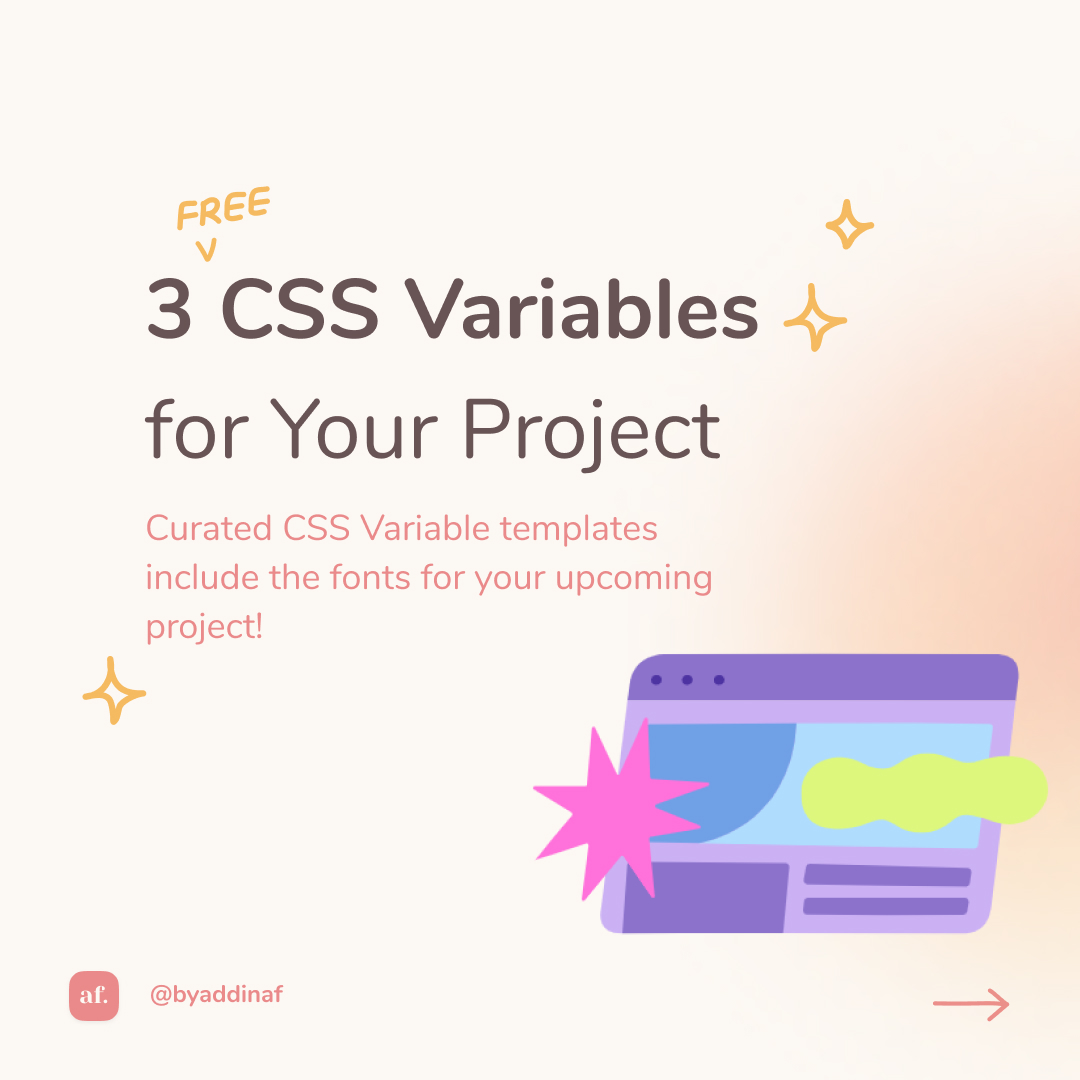 FREE
3 CSS Variables
for Your Project
Curated CSS Variable templates
include the fonts for your upcoming
project!
af.
@byaddinaf